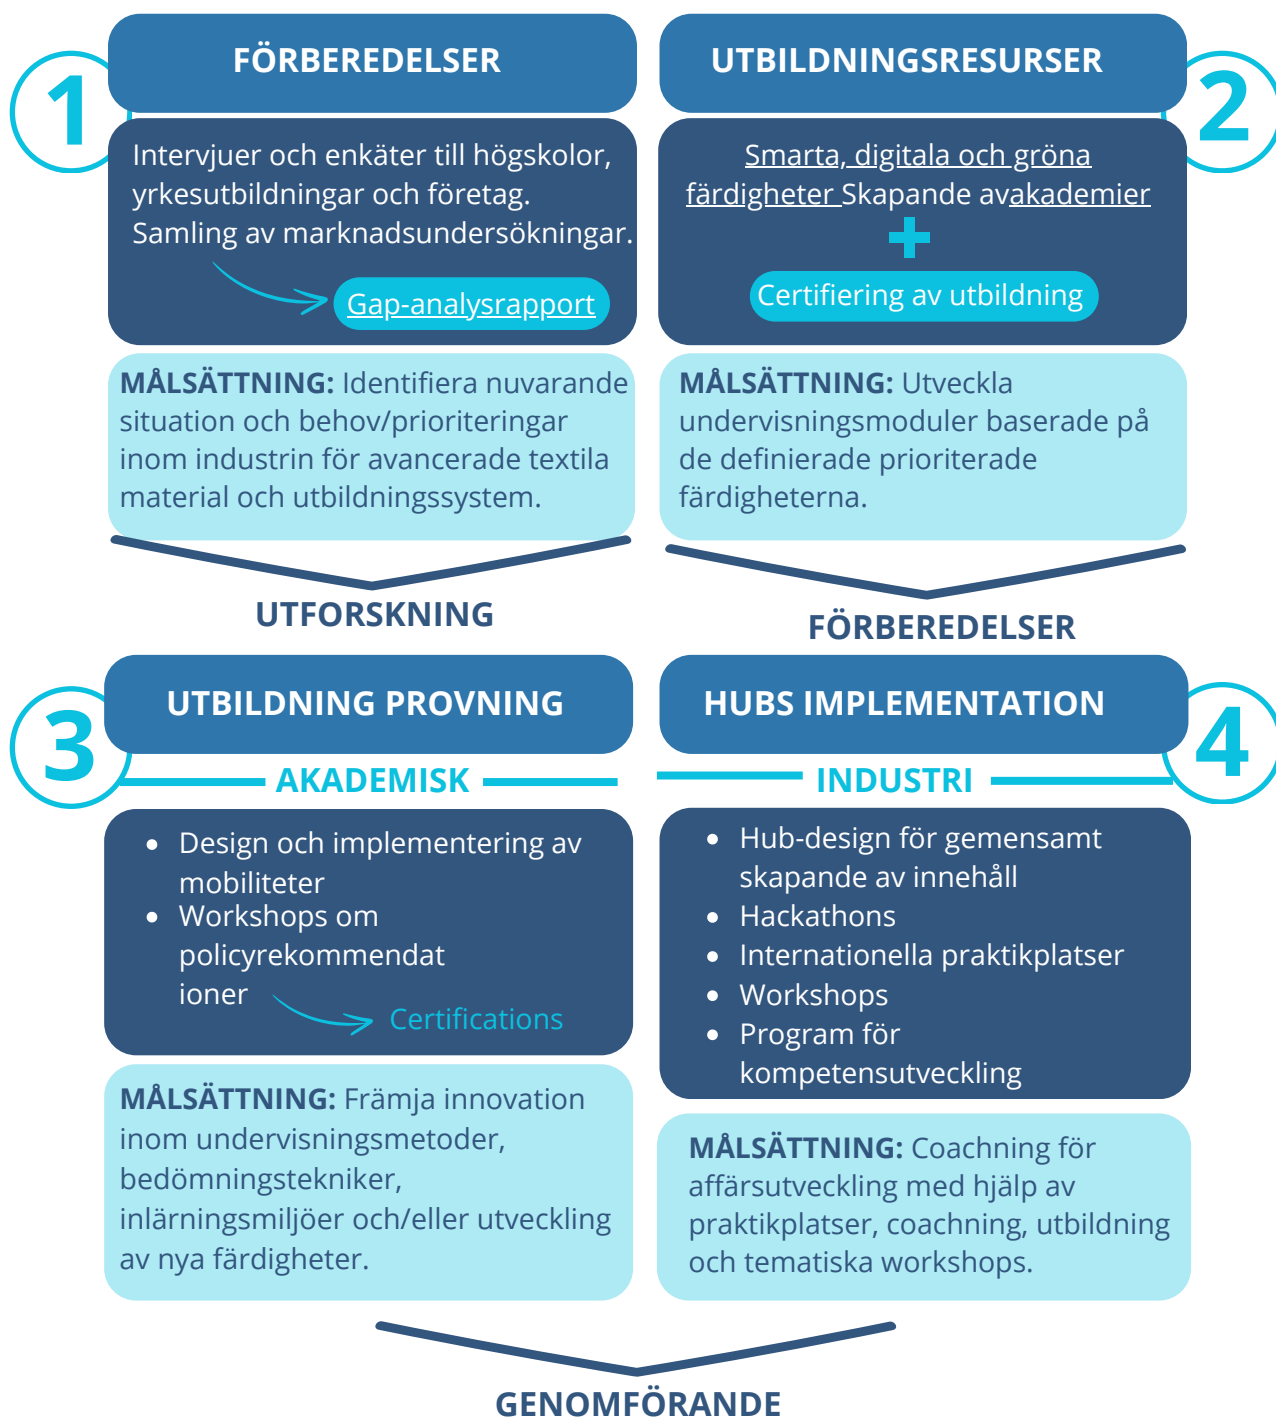 1
FÖRBEREDELSER
Intervjuer och enkäter till högskolor,
yrkesutbildningar och företag.
Samling av marknadsundersökningar.
Gap-analysrapport
MÅLSÄTTNING: Identifiera nuvarande
situation och behov/prioriteringar
inom industrin för avancerade textila
material och utbildningssystem.
UTFORSKNING
2
UTBILDNINGSRESURSER
Smarta, digitala och gröna
färdigheter Skapande avakademier
Certifiering av utbildning
MÅLSÄTTNING: Utveckla
undervisningsmoduler baserade på
de definierade prioriterade
färdigheterna.
FÖRBEREDELSER
3
UTBILDNING PROVNING
AKADEMISK
• Design och implementering av
mobiliteter
• Workshops om
policyrekommendat
ioner
Certifications
MÅLSÄTTNING: Främja innovation
inom undervisningsmetoder,
bedömningstekniker,
inlärningsmiljöer och/eller utveckling
av nya färdigheter.
4
HUBS IMPLEMENTATION
INDUSTRI
• Hub-design för gemensamt
skapande av innehåll
• Hackathons
• Internationella praktikplatser
• Workshops
• Program för
kompetensutveckling
MÅLSÄTTNING: Coachning för
affärsutveckling med hjälp av
praktikplatser, coachning, utbildning
och tematiska workshops.
GENOMFÖRANDE